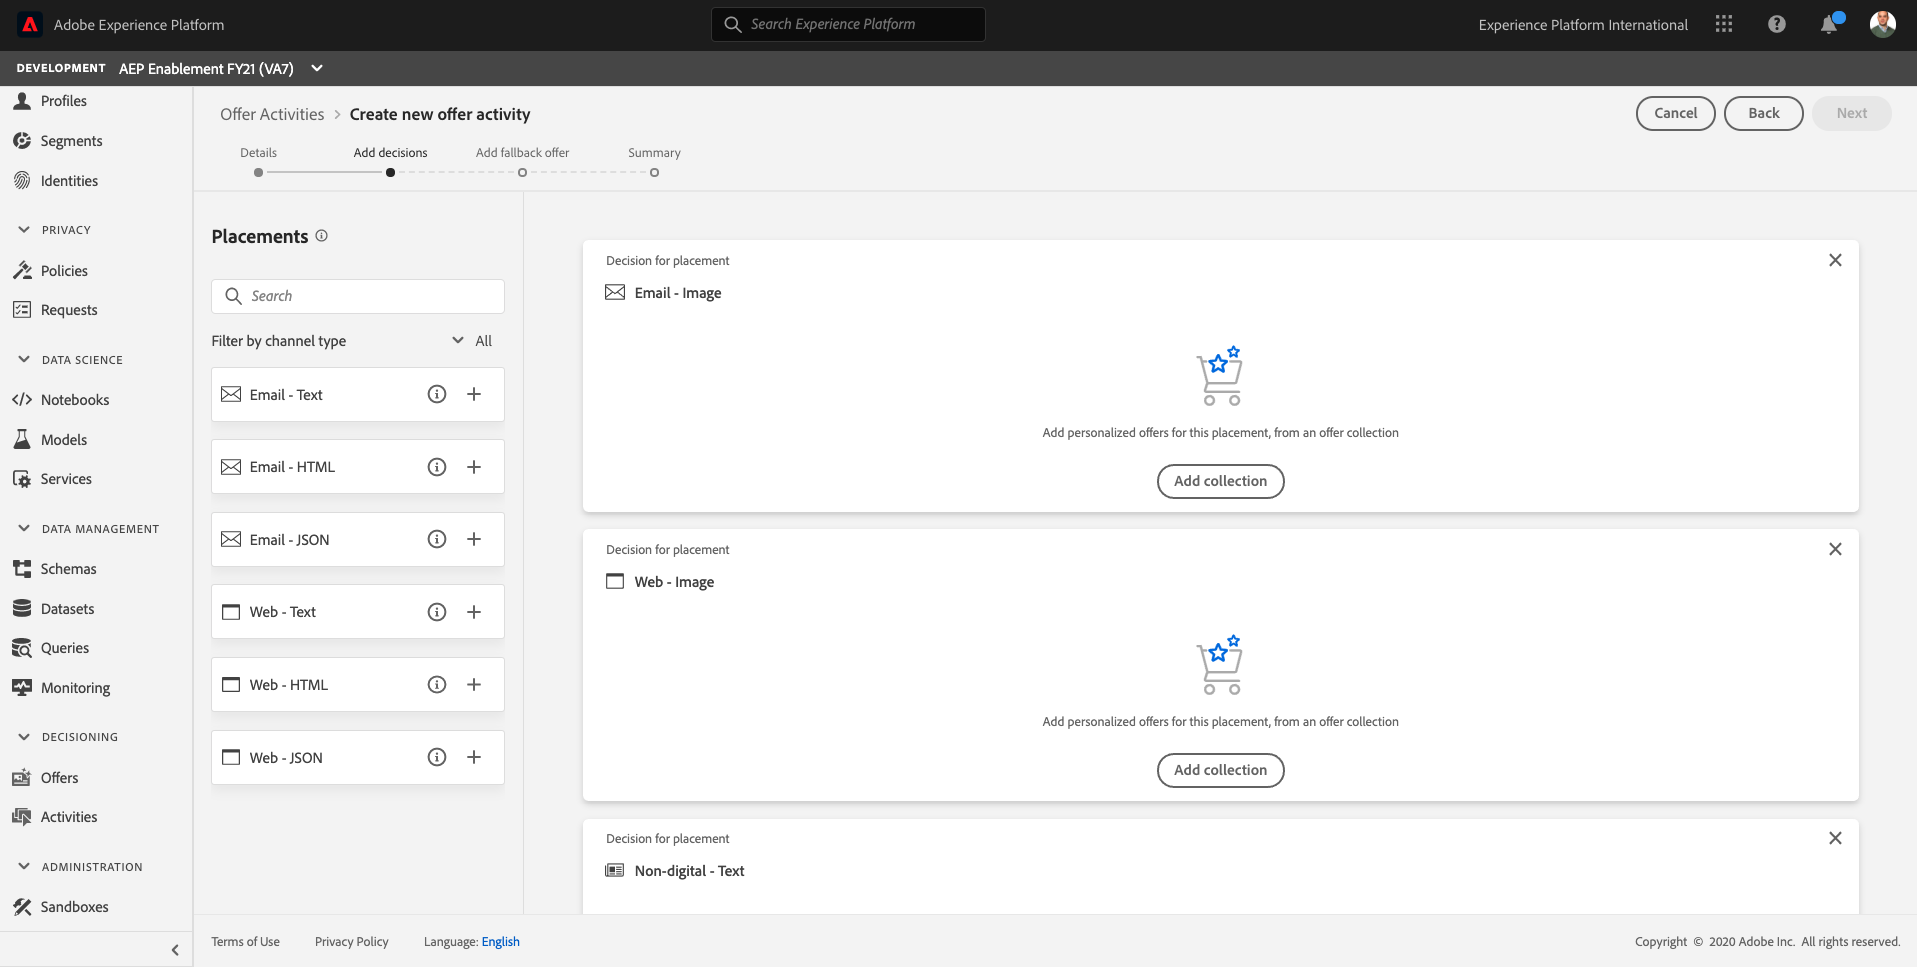 Adobe Experience Platform
Search Experience Platform
Experience Platform International
DEVELOPMENT AEP Enablement FY21 (VA7)
Profiles
Segments
Identities
PRIVACY
Policies
Requests
DATA SCIENCE
Notebooks
Models
Services
DATA MANAGEMENT
Schemas
Datasets
Queries
Monitoring
DECISIONING
Offers
Activities
ADMINISTRATION
Sandboxes
Offer Activities > Create new offer activity
Cancel
Back
Next
Details
Add decisions
Add fallback offer
Summary
Placements
Search
Filter by channel type
All
Email - Text
Email - HTML
Email - JSON
Web - Text
Web - HTML
Web - JSON
Decision for placement
Email - Image
Add personalized offers for this placement, from an offer collection
Add collection
Decision for placement
Web - Image
Add personalized offers for this placement, from an offer collection
Add collection
Decision for placement
Non-digital - Text
Terms of Use
Privacy Policy
Language: English
Copyright © 2020 Adobe Inc. All rights reserved.